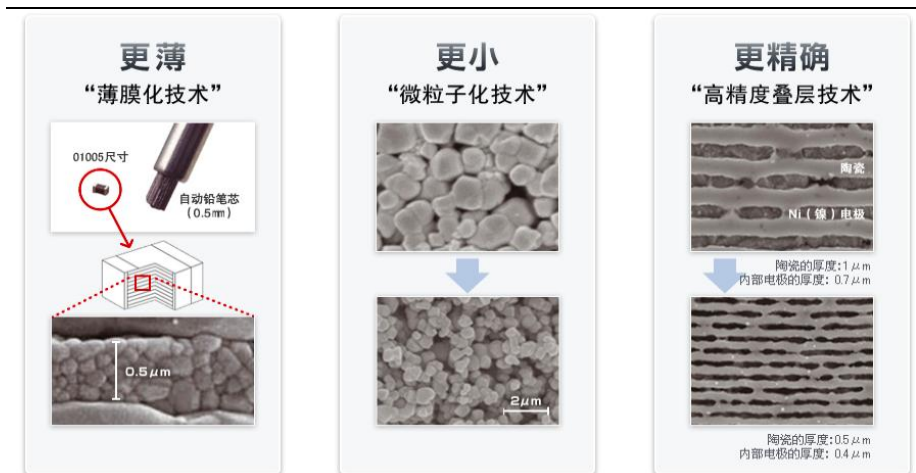 更薄
“薄膜化技术”
01005尺寸
自动铅笔芯
(0.5mm)
0.5μm
更小
“微粒子化技术”
2μm
更精确
“高精度叠层技术”
陶瓷
Ni(镍)电极
陶瓷的厚度:1μm
内部电极的厚度: 0.7μm
陶瓷的厚度:0.5μm
内部电极的厚度: 0.4μm